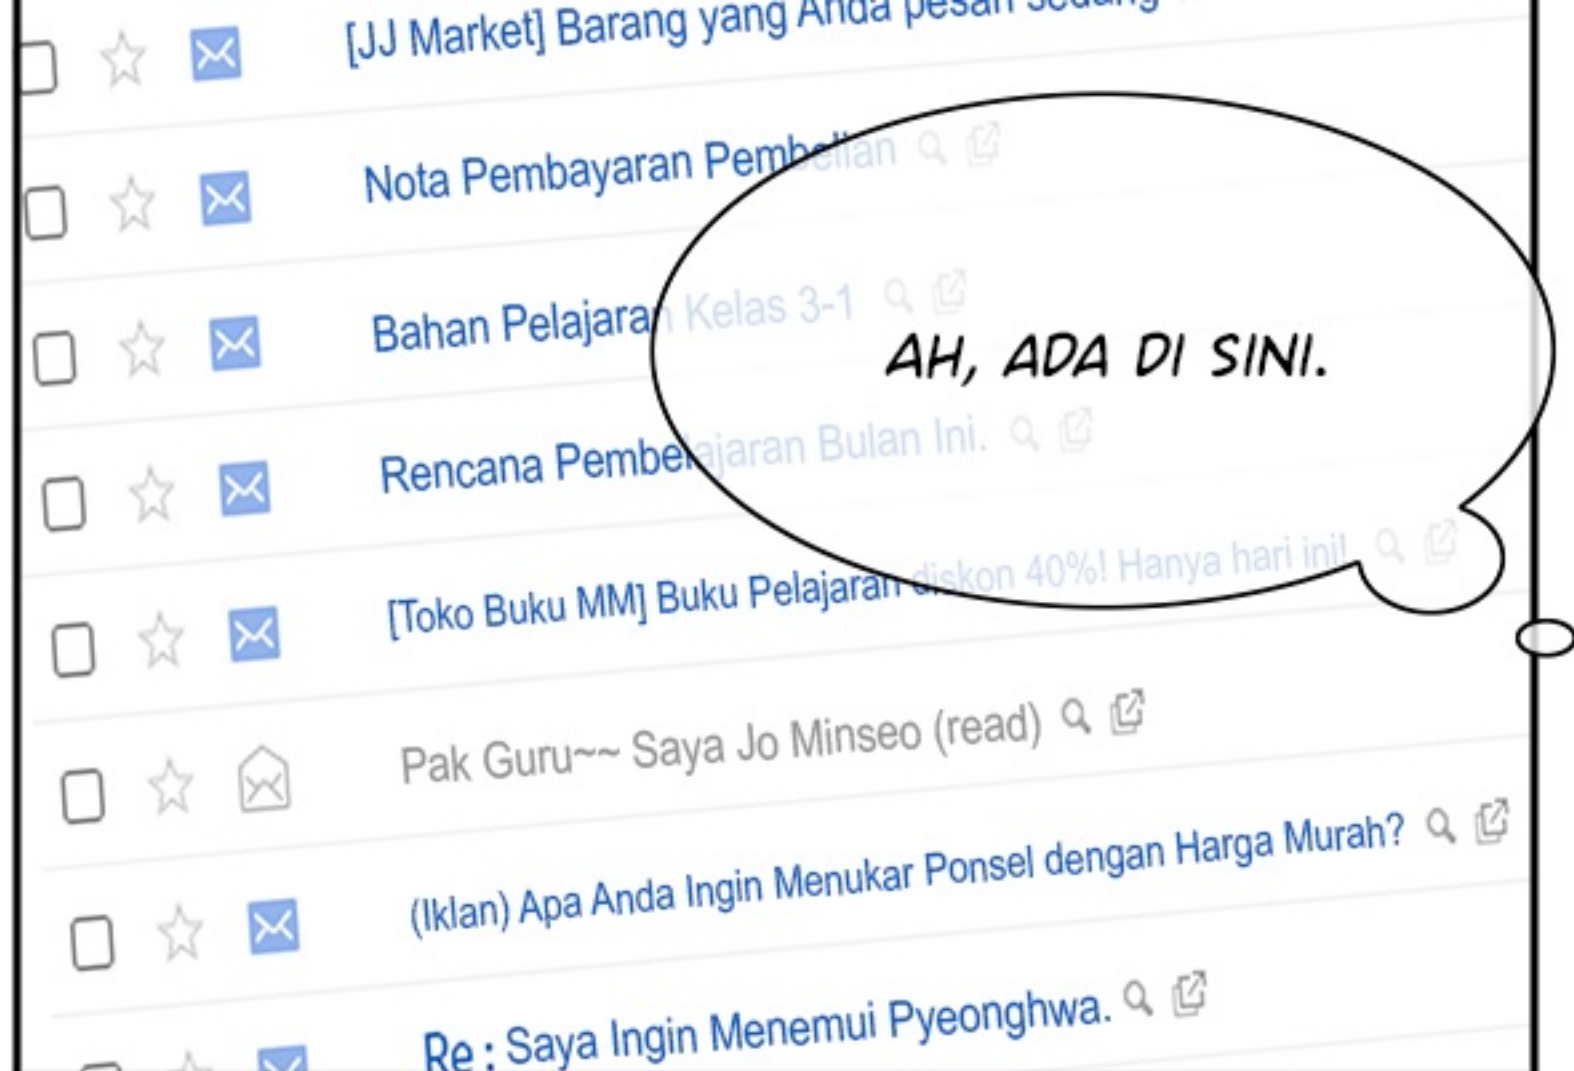 [JJ Market] Barang yang Anda pesan sedang
Nota Pembayaran Pembelian
Bahan Pelajaran Kelas 3-1
AH, ADA DI SINI.
Rencana Pembelajaran Bulan Ini.
[Toko Buku MM] Buku Pelajaran diskon 40%! Hanya hari ini!
Pak Guru~~ Saya Jo Minseo (read)
(Iklan) Apa Anda Ingin Menukar Ponsel dengan Harga Murah?
Re : Saya Ingin Menemui Pyeonghwa.